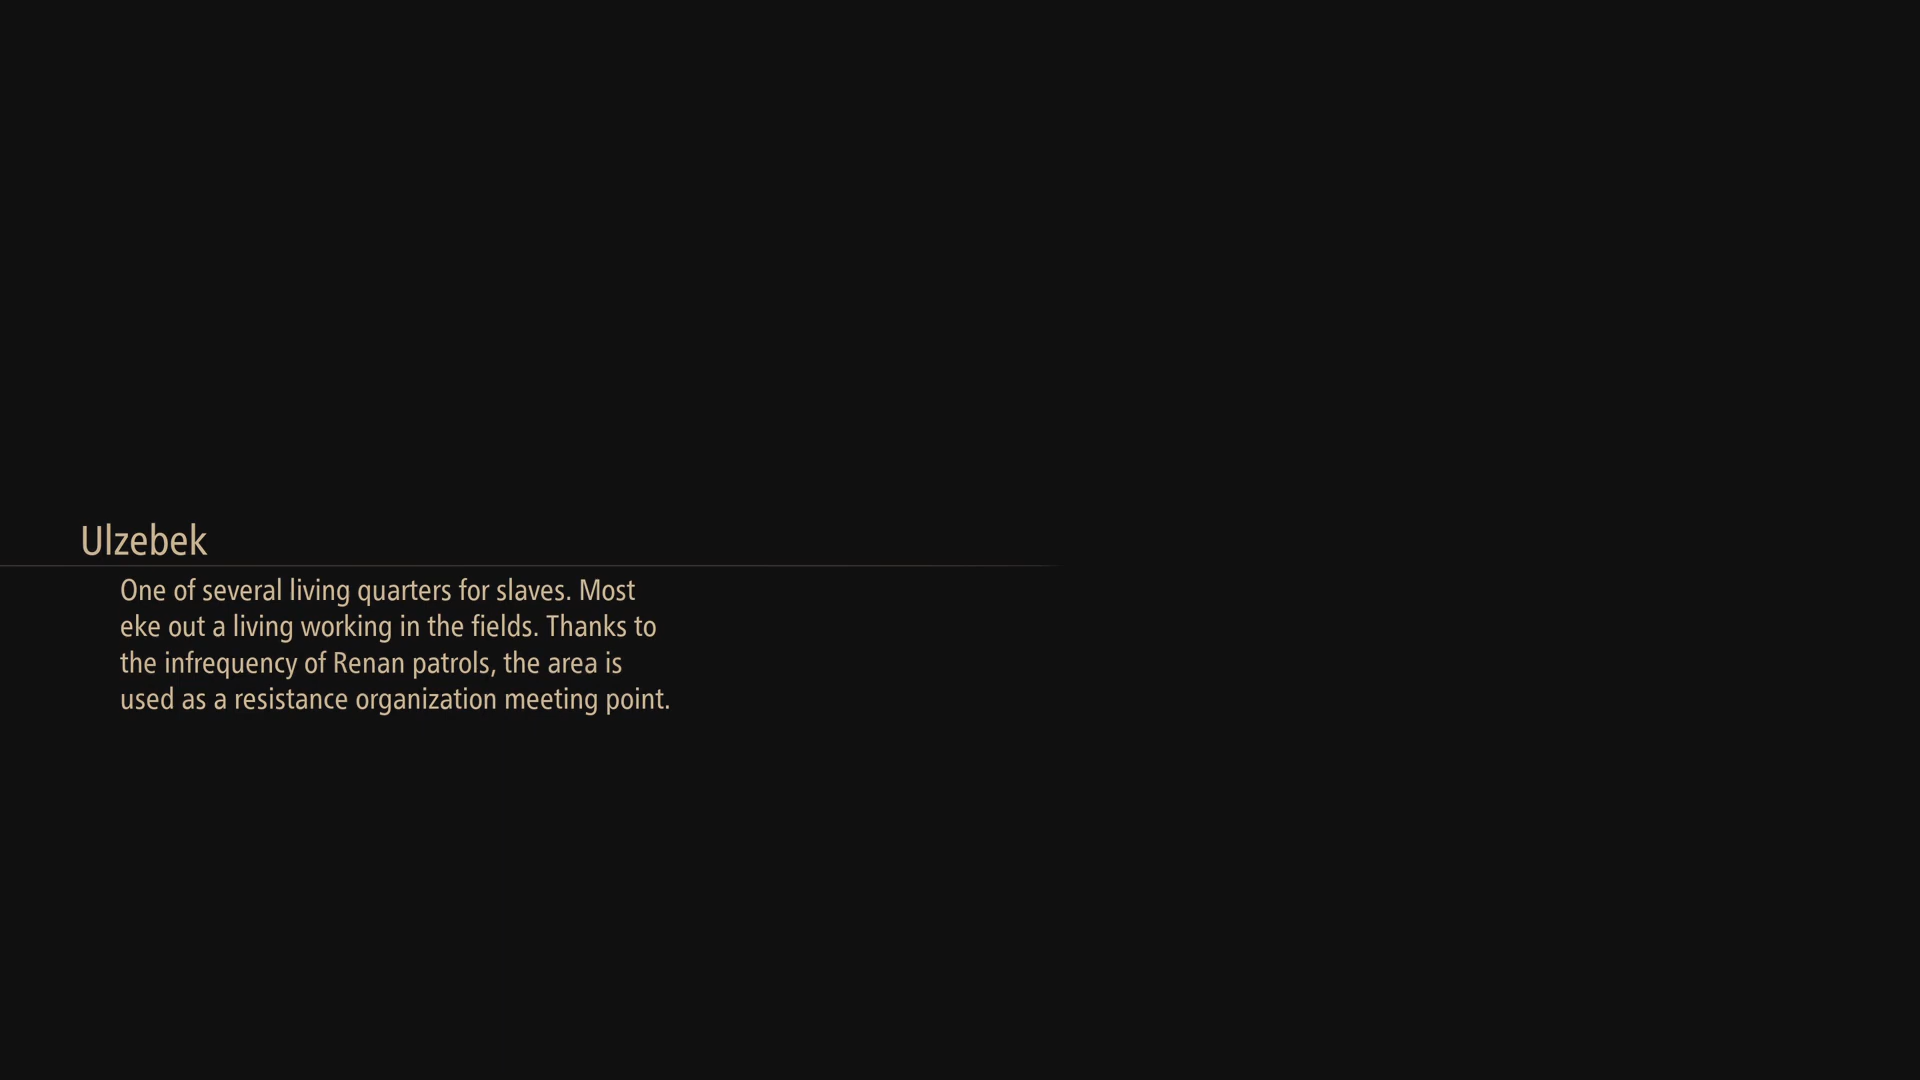 Ulzebek
One of several living quarters for slaves. Most
eke out a living working in the fields. Thanks to
the infrequency of Renan patrols, the area is
used as a resistance organization meeting point.